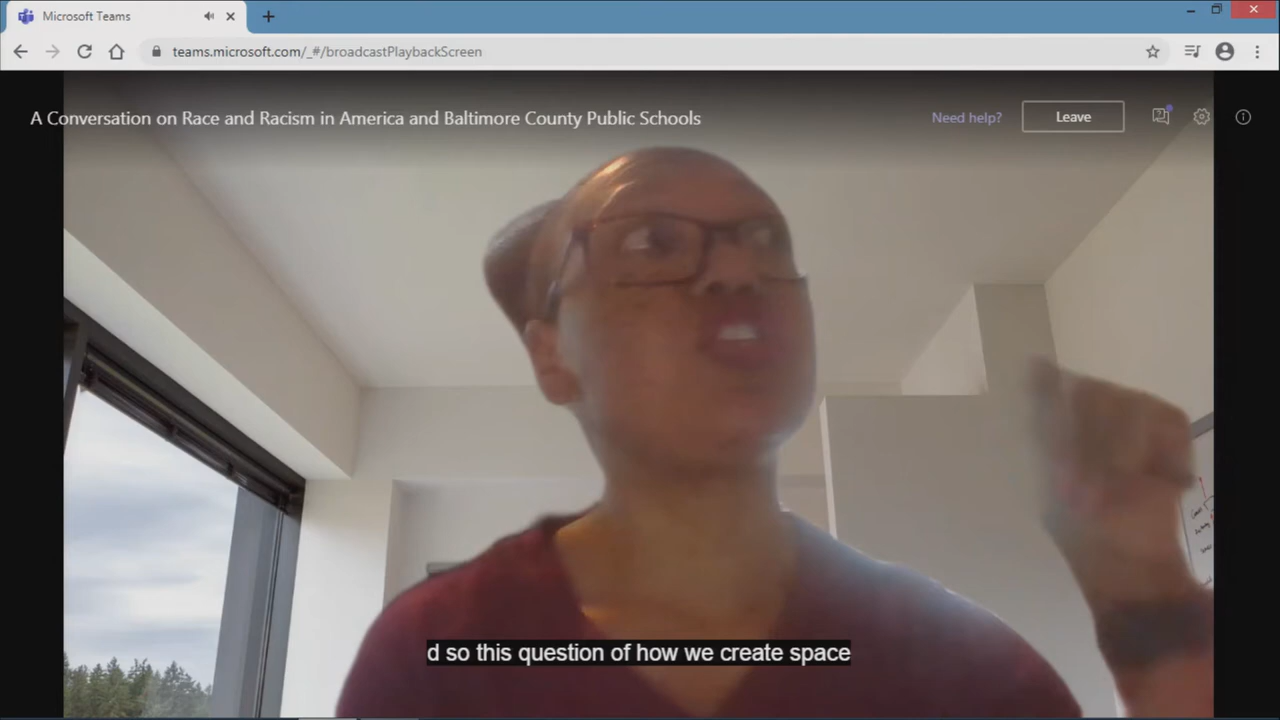 Microsoft Teams
teams.microsoft.com/_#/broadcastPlaybackScreen
A Conversation on Race and Racism in America and Baltimore County Public Schools
Need help?
Leave
d so this question of how we create space